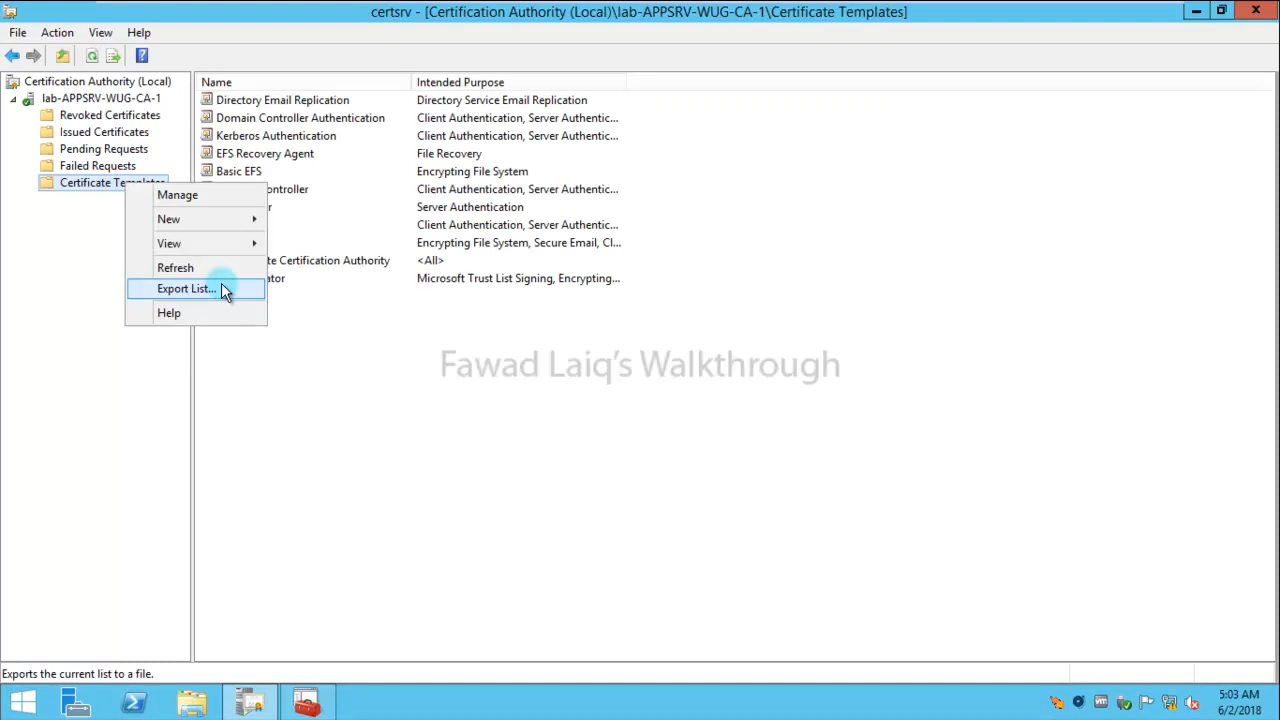 certsrv - [Certification Authority (Local)\lab-APPSRV-WUG-CA-1\Certificate Templates]
File Action View Help
Certification Authority (Local)
lab-APPSRV-WUG-CA-1
Revoked Certificates
Issued Certificates
Pending Requests
Failed Requests
Certificate Templates
Manage
New
View
Refresh
Export List...
Help
Name Intended Purpose
Directory Email Replication Directory Service Email Replication
Domain Controller Authentication Client Authentication, Server Authentic...
Kerberos Authentication Client Authentication, Server Authentic...
EFS Recovery Agent File Recovery
Basic EFS Encrypting File System
ontroller Client Authentication, Server Authentic...
r Server Authentication
Client Authentication, Server Authentic...
Encrypting File System, Secure Email, Cl...
te Certification Authority <All>
ator Microsoft Trust List Signing, Encrypting...
Fawad Laiq's Walkthrough
Exports the current list to a file.
5:03 AM
6/2/2018